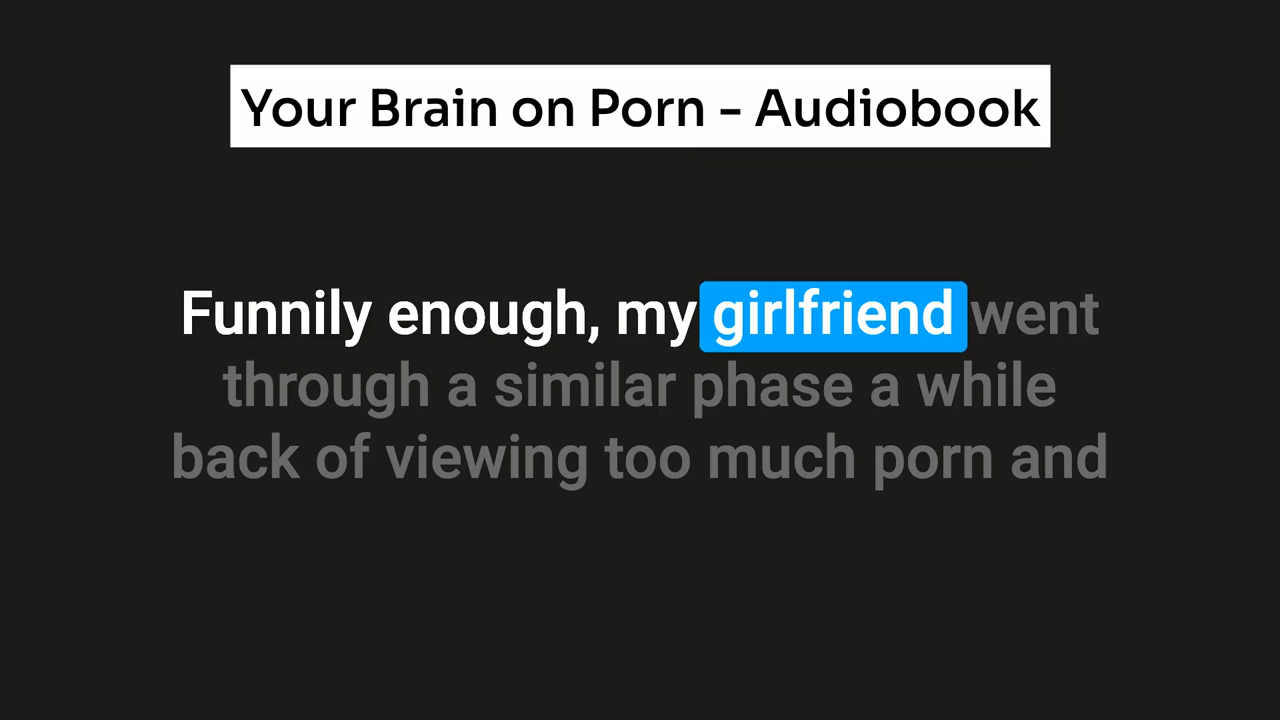 Your Brain on Porn - Audiobook
Funnily enough, my girlfriend went
through a similar phase a while
back of viewing too much porn and